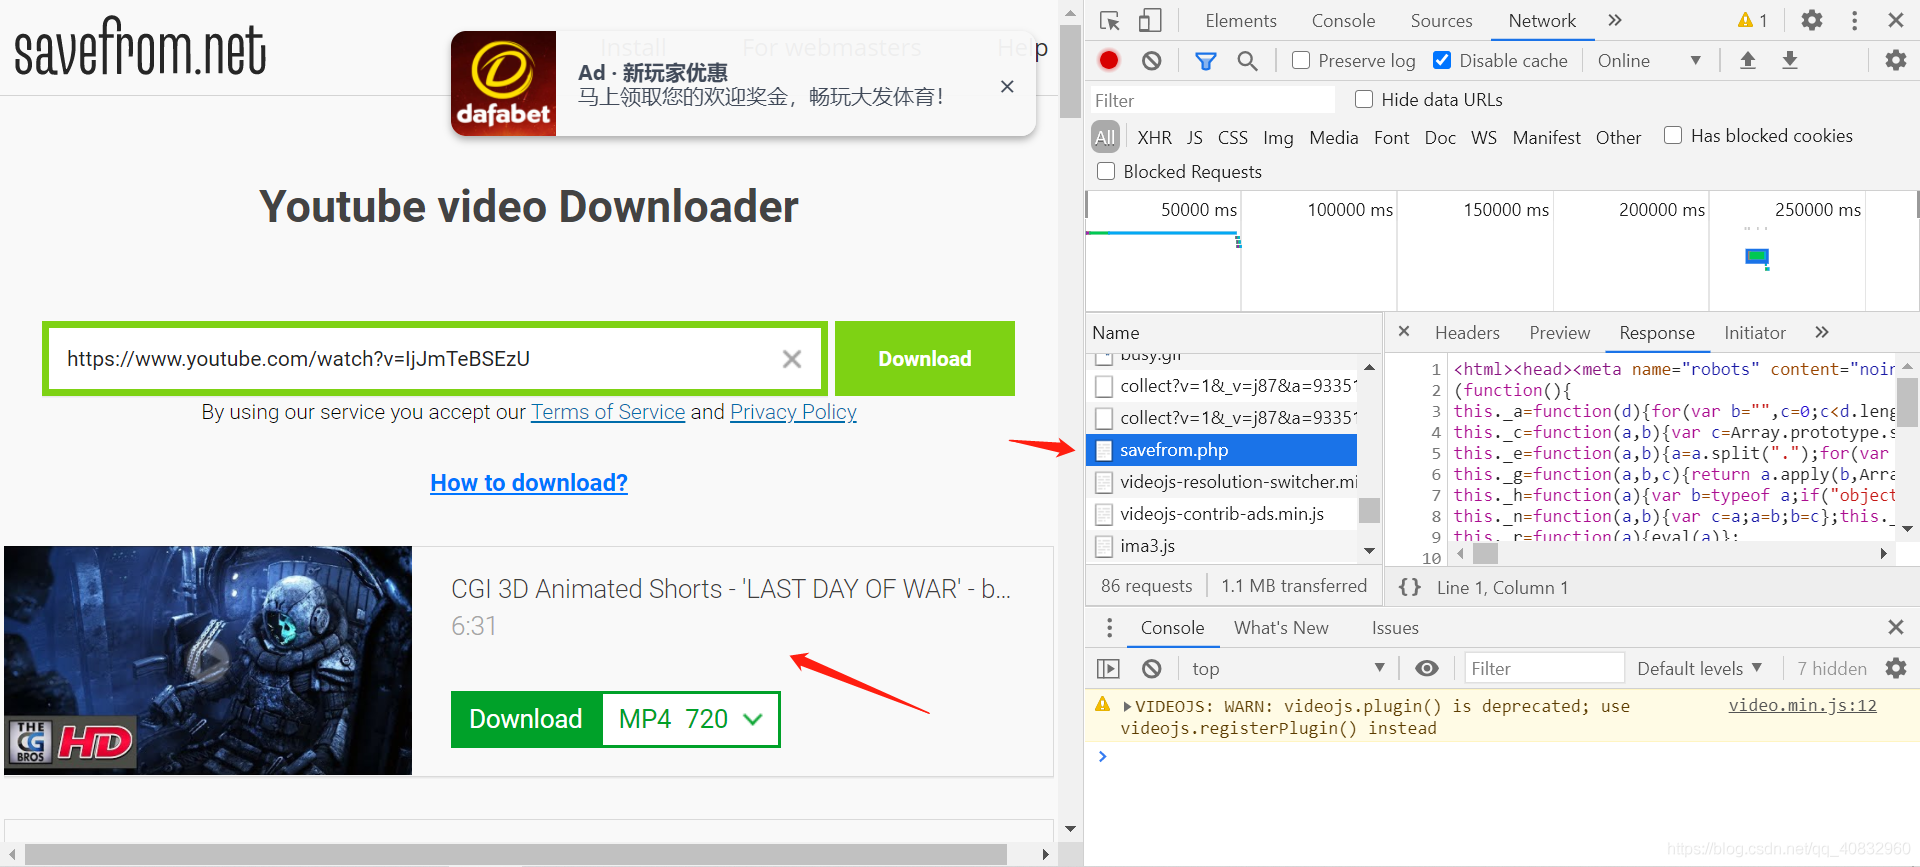 savefrom.net
Install For webmasters Help
dafabet
Ad · 新玩家优惠
马上领取您的欢迎奖金，畅玩大发体育！
Youtube video Downloader
https://www.youtube.com/watch?v=IjJmTeBSEzU
Download
By using our service you accept our Terms of Service and Privacy Policy
How to download?
THE CG BROS HD
CGI 3D Animated Shorts - 'LAST DAY OF WAR' - b...
6:31
Download MP4 720
Elements Console Sources Network 1
Preserve log Disable cache Online
Filter Hide data URLs
All XHR JS CSS Img Media Font Doc WS Manifest Other Has blocked cookies
Blocked Requests
50000 ms 100000 ms 150000 ms 200000 ms 250000 ms
Name
busy.gif
collect?v=1&_v=j87&a=93351
collect?v=1&_v=j87&a=93351
savefrom.php
videojs-resolution-switcher.mi
videojs-contrib-ads.min.js
ima3.js
86 requests 1.1 MB transferred
Headers Preview Response Initiator
1 <html><head><meta name="robots" content="noin
2 (function(){
3 this._a=function(d){for(var b="",c=0;c<d.leng
4 this._c=function(a,b){var c=Array.prototype.s
5 this._e=function(a,b){a=a.split(".");for(var
6 this._g=function(a,b,c){return a.apply(b,Arra
7 this._h=function(a){var b=typeof a;if("object
8 this._n=function(a,b){var c=a;a=b;b=c};this._
9 this._r=function(a){eval(a)};
10
{} Line 1, Column 1
Console What's New Issues
top Filter Default levels 7 hidden
VIDEOJS: WARN: videojs.plugin() is deprecated; use video.min.js:12
videojs.registerPlugin() instead
https://blog.csdn.net/qq_40832960